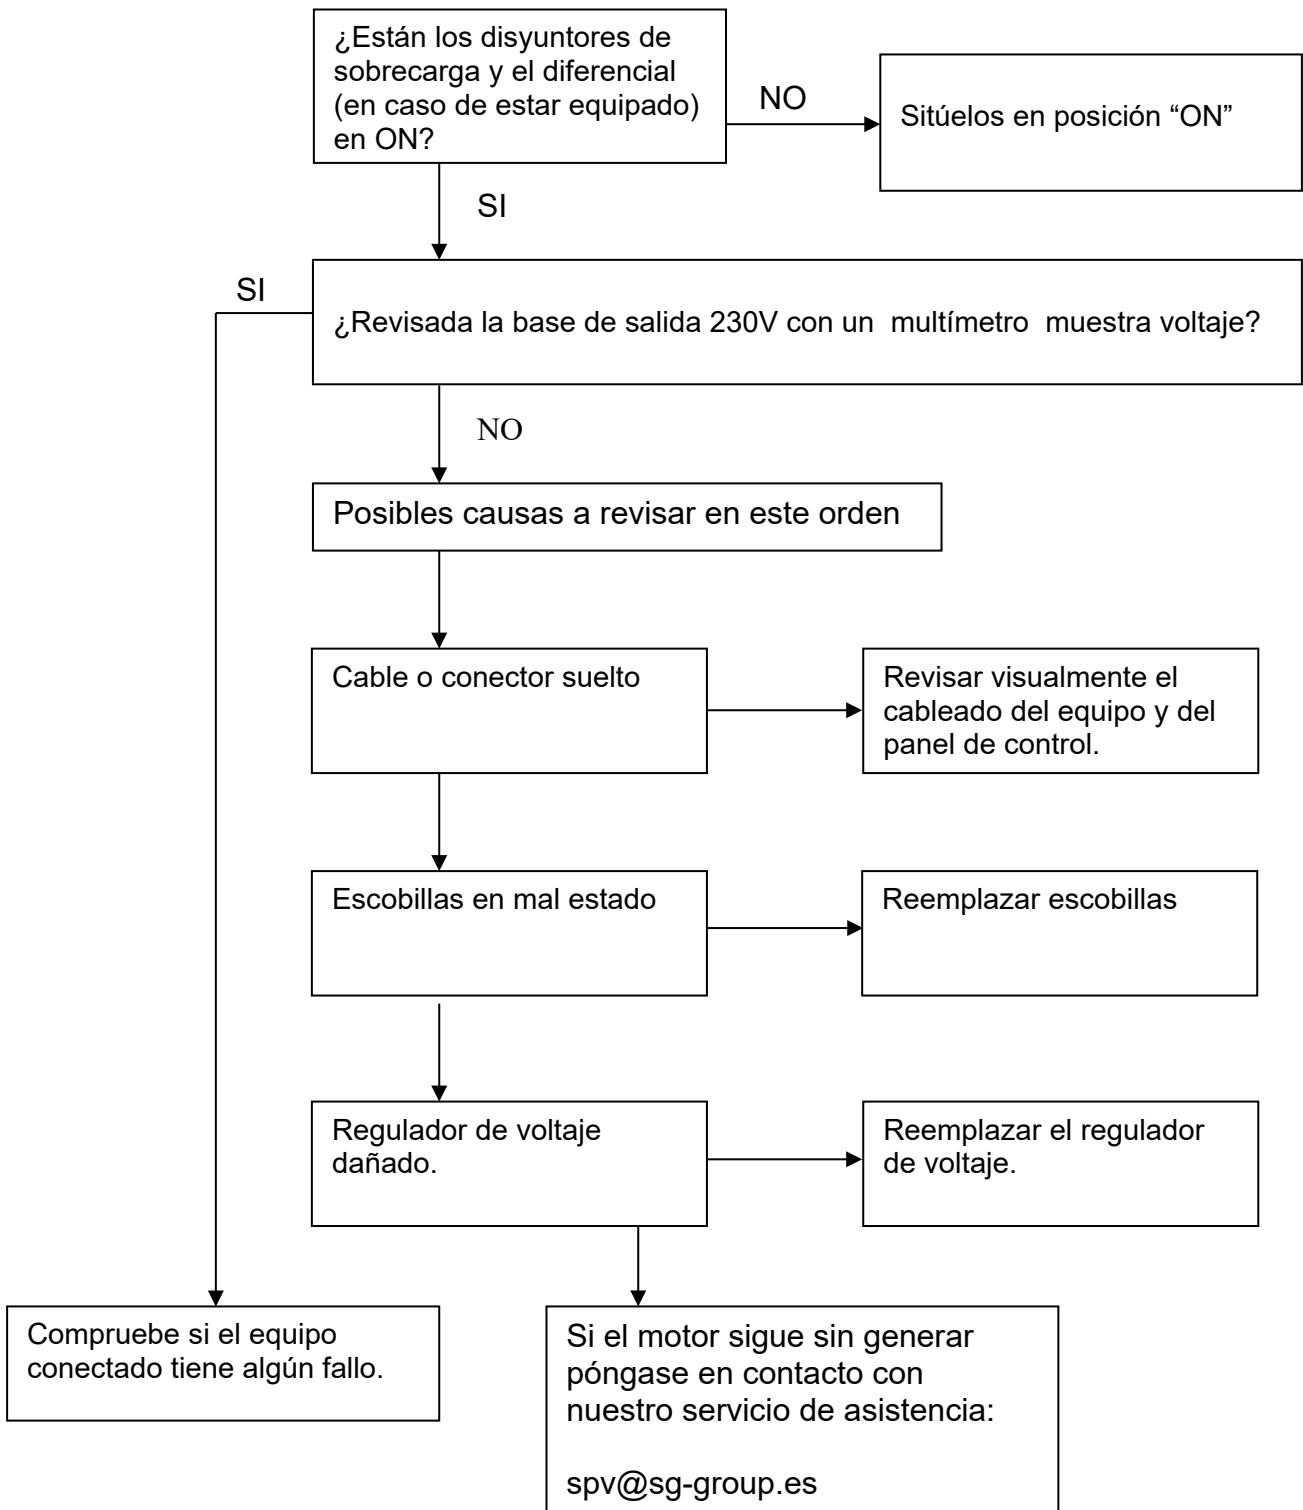 ¿Están los disyuntores de
sobrecarga y el diferencial
(en caso de estar equipado)
en ON?
NO
Sitúelos en posición “ON”
SI
SI
¿Revisada la base de salida 230V con un  multímetro  muestra voltaje?
NO
Posibles causas a revisar en este orden
Cable o conector suelto
Revisar visualmente el
cableado del equipo y del
panel de control.
Escobillas en mal estado
Reemplazar escobillas
Regulador de voltaje
dañado.
Reemplazar el regulador
de voltaje.
Compruebe si el equipo
conectado tiene algún fallo.
Si el motor sigue sin generar
póngase en contacto con
nuestro servicio de asistencia:
spv@sg-group.es